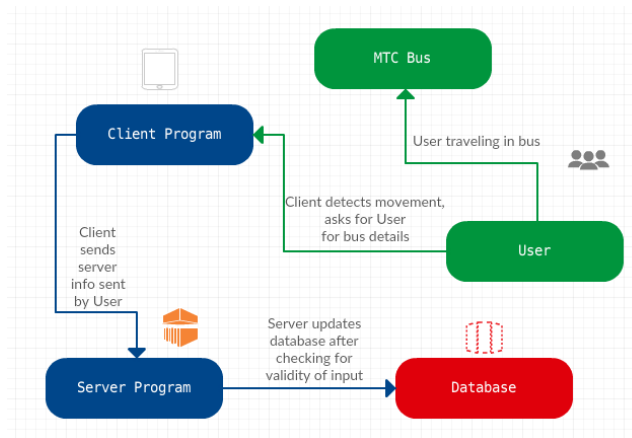 MTC Bus
Client Program
User traveling in bus
Client detects movement,
asks for User
for bus details
User
Client
sends
server
info sent
by User
Server updates
database after
checking for
validity of input
Server Program
Database